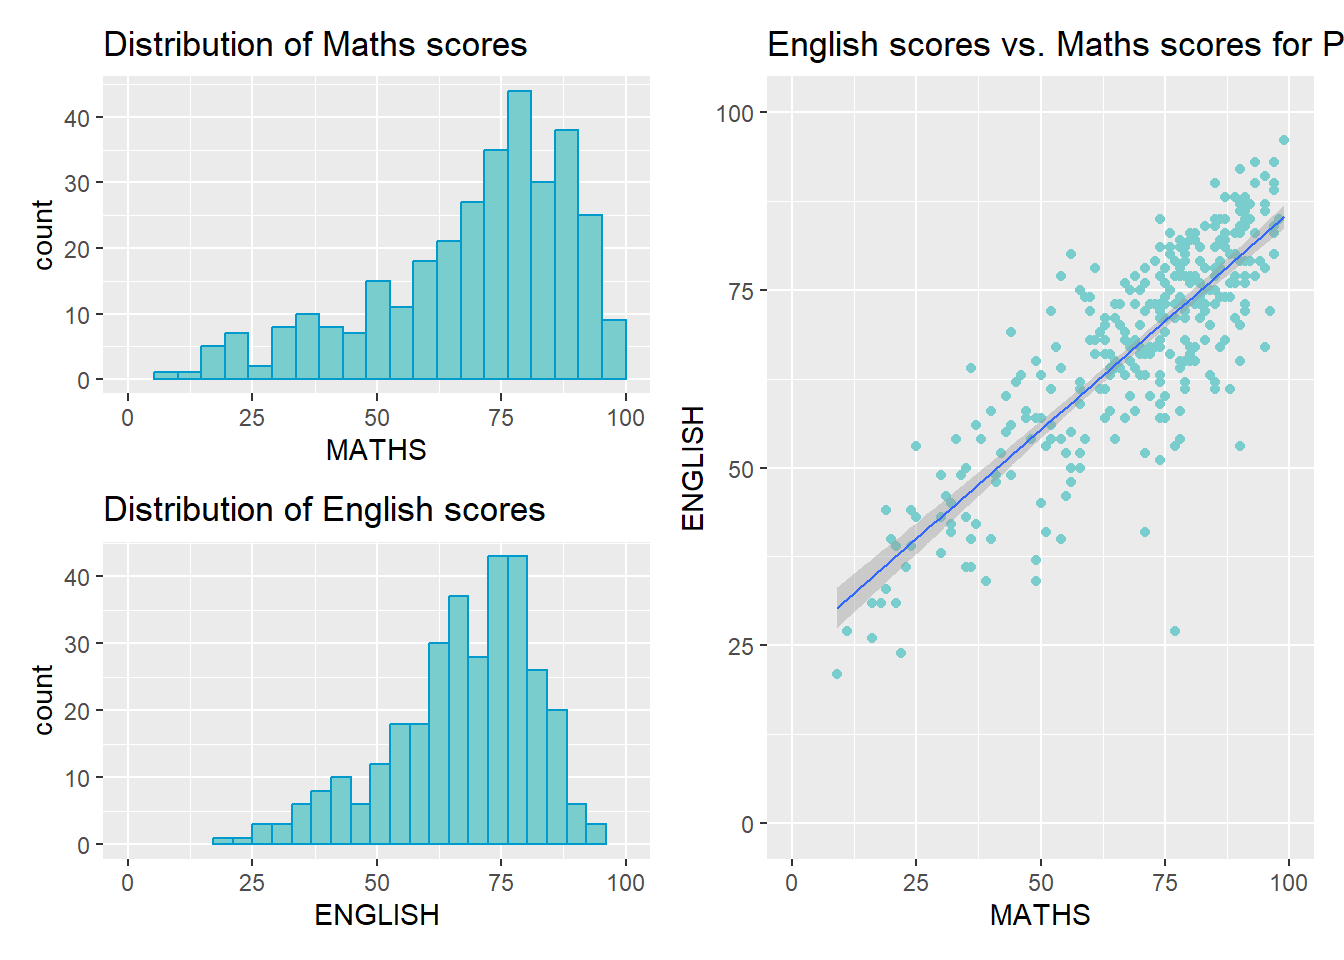 Distribution of Maths scores
40
30
20
10
0
count
0 25 50 75 100
MATHS
Distribution of English scores
40
30
20
10
0
count
0 25 50 75 100
ENGLISH
English scores vs. Maths scores for P
100
75
50
25
0
ENGLISH
0 25 50 75 100
MATHS